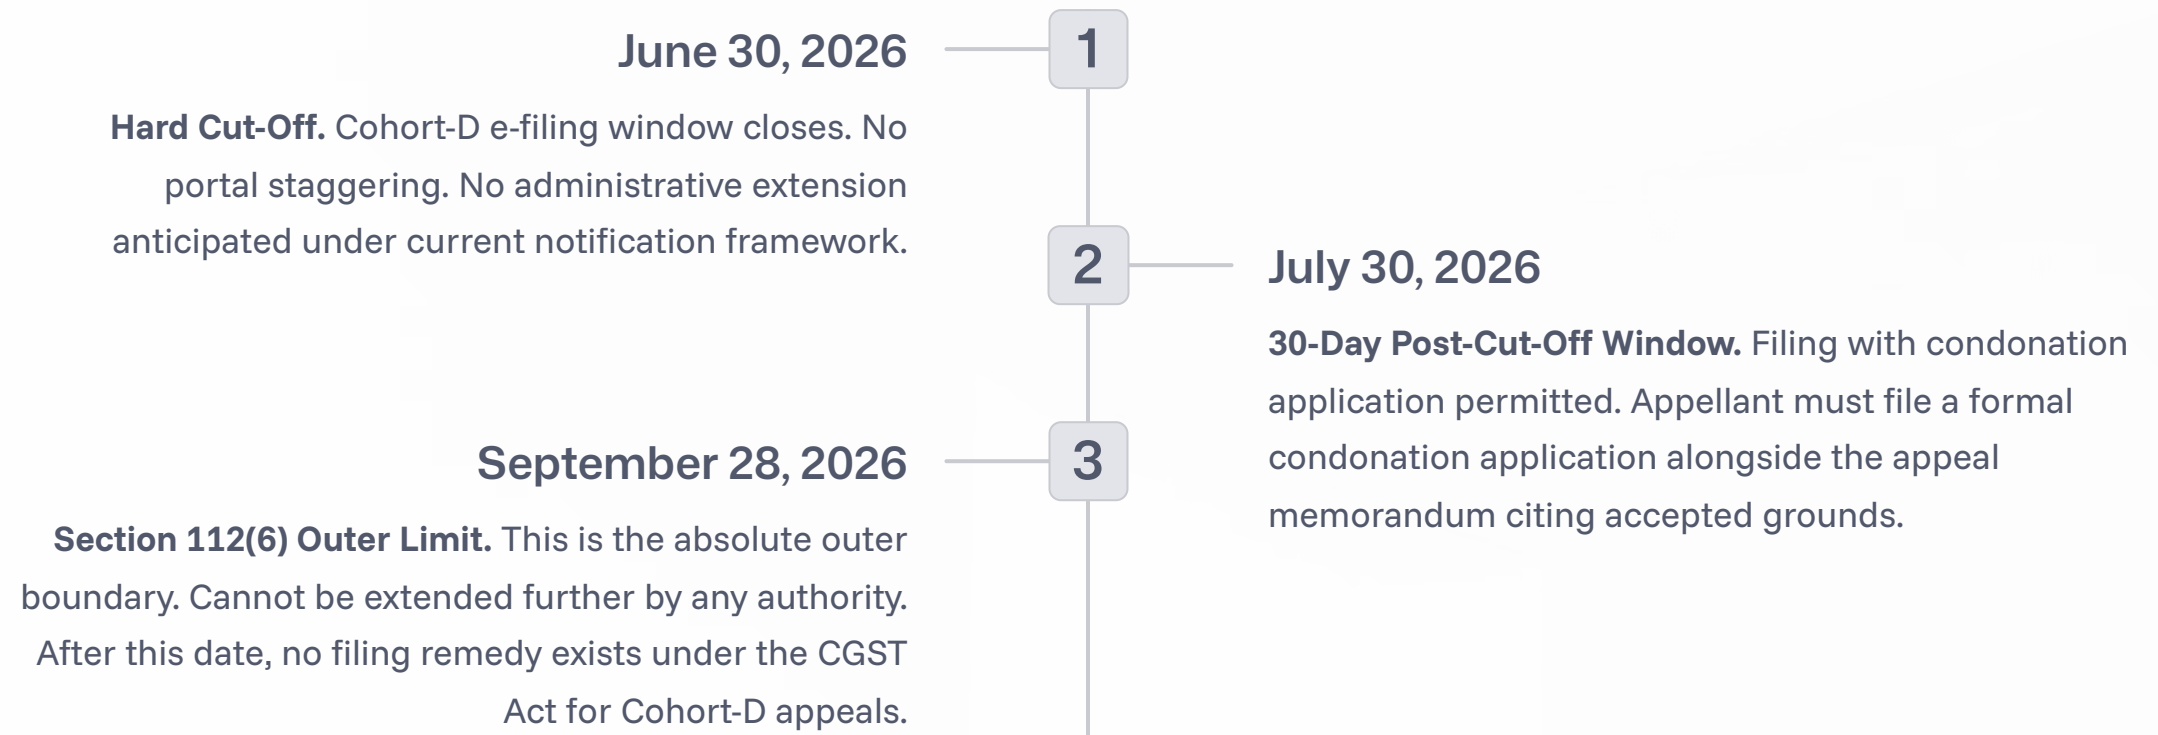 June 30, 2026
1
Hard Cut-Off. Cohort-D e-filing window closes. No
portal staggering. No administrative extension
anticipated under current notification framework.
2
July 30, 2026
30-Day Post-Cut-Off Window. Filing with condonation
application permitted. Appellant must file a formal
condonation application alongside the appeal
memorandum citing accepted grounds.
September 28, 2026
3
Section 112(6) Outer Limit. This is the absolute outer
boundary. Cannot be extended further by any authority.
After this date, no filing remedy exists under the CGST
Act for Cohort-D appeals.